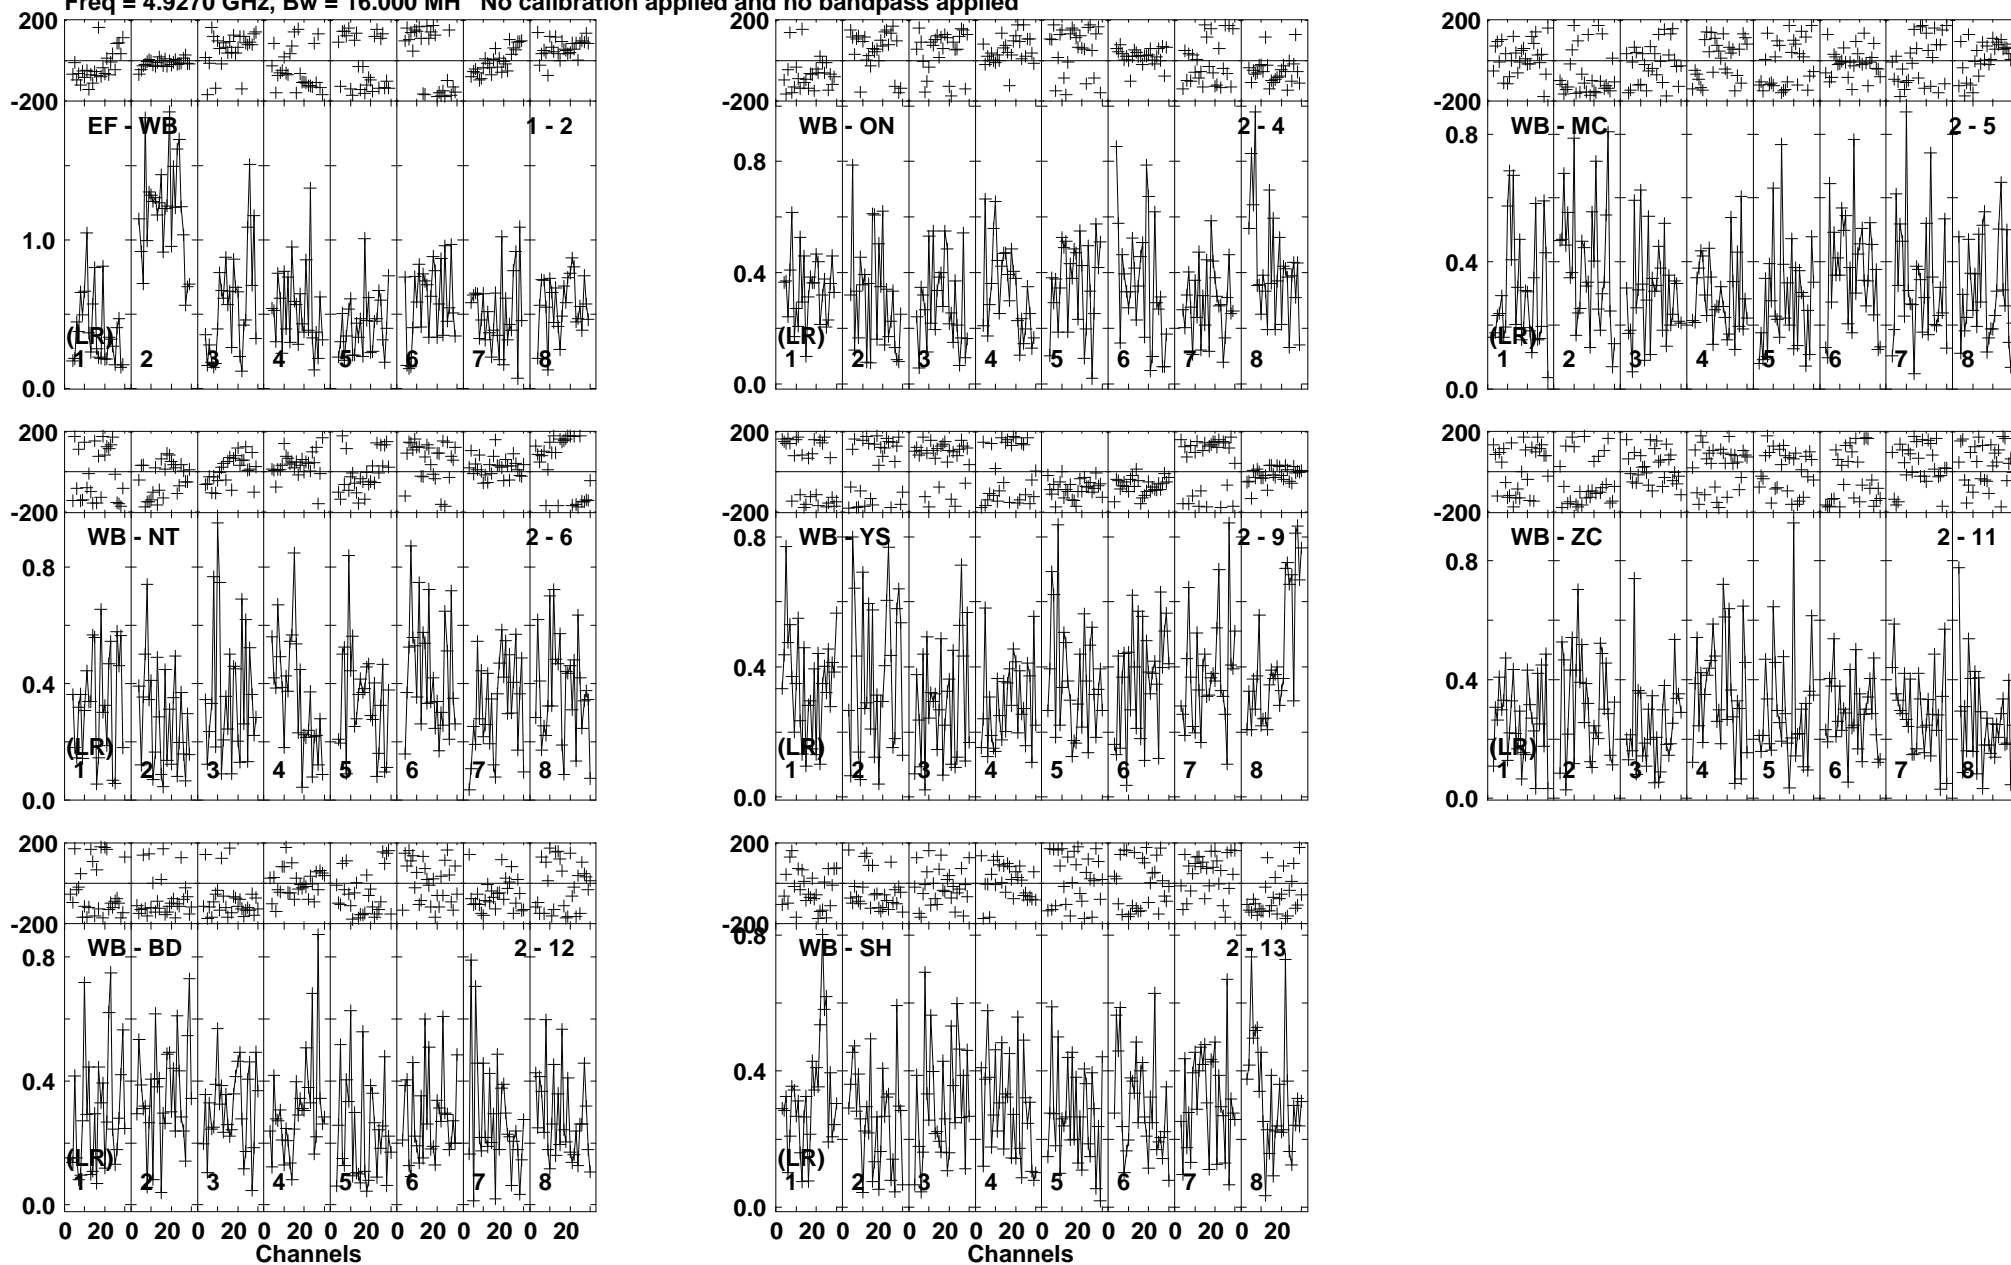 Freq = 4.9270 GHz, Bw = 16.000 MH No calibration applied and no bandpass applied
200 200 200
-200 -200 -200
EF - WB 1 - 2 WB - ON 2 - 4 WB - MC 2 - 5
0.8 0.8
1.0
0.4 0.4
(LR) (LR) (LR)
1 2 3 4 5 6 7 8 1 2 3 4 5 6 7 8 1 2 3 4 5 6 7 8
0.0 0.0 0.0
200 200 200
-200 -200 -200
WB - NT 2 - 6 WB - YS 2 - 9 WB - ZC 2 - 11
0.8 0.8 0.8
0.4 0.4 0.4
(LR) (LR) (LR)
1 2 3 4 5 6 7 8 1 2 3 4 5 6 7 8 1 2 3 4 5 6 7 8
0.0 0.0 0.0
200 200
-200 -200
WB - BD 2 - 12 WB - SH 2 - 13
0.8 0.8
0.4 0.4
(LR) (LR)
1 2 3 4 5 6 7 8 1 2 3 4 5 6 7 8
0.0 0.0
0 20 0 20 0 20 0 20 0 20 0 20 0 20 0 20 0 20 0 20 0 20 0 20 0 20 0 20 0 20 0 20
Channels Channels